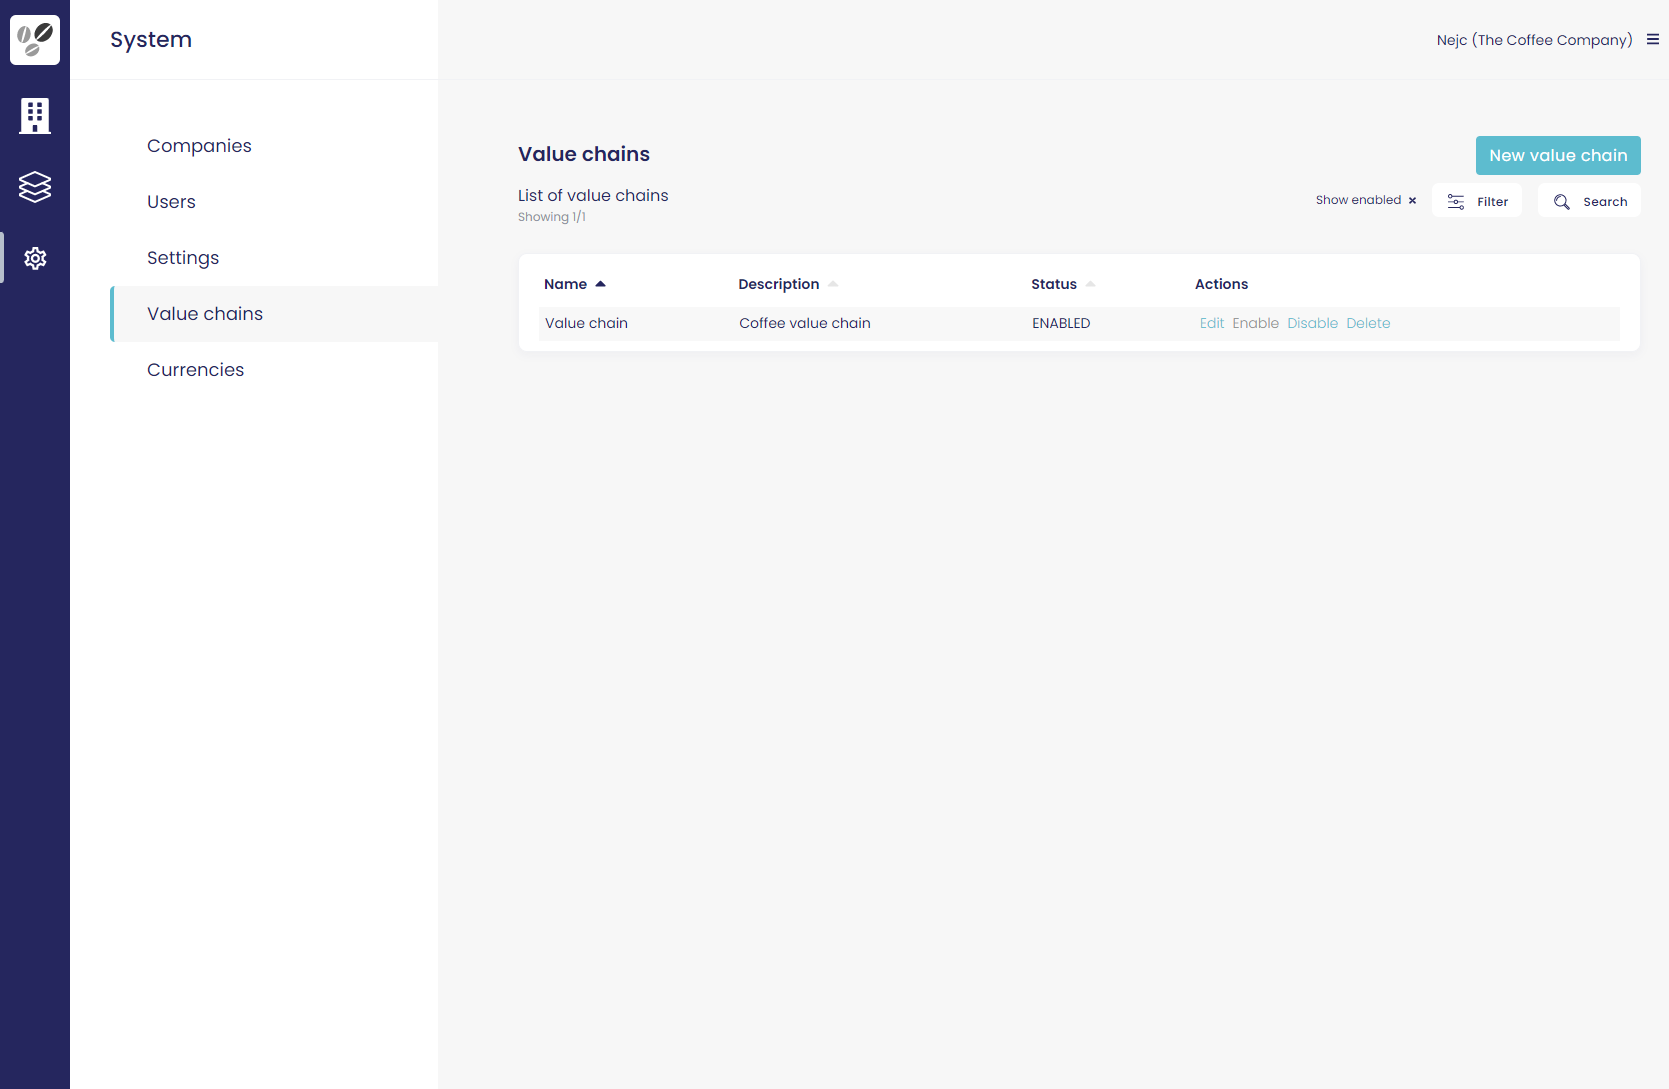 System
Nejc (The Coffee Company)
Companies
Users
Settings
Value chains
Currencies
Value chains
New value chain
List of value chains
Showing 1/1
Show enabled ×
Filter
Search
Name Description Status Actions
Value chain Coffee value chain ENABLED Edit Enable Disable Delete